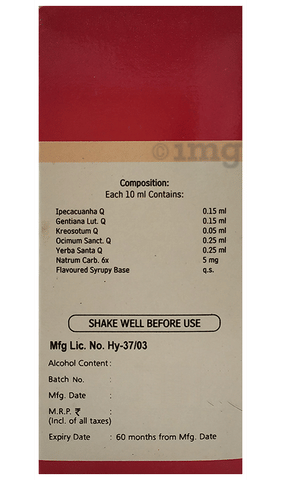 ©1mg
Composition:
Each 10 ml Contains:
Ipecacuanha Q 0.15 ml
Gentiana Lut. Q 0.15 ml
Kreosotum Q 0.05 ml
Ocimum Sanct. Q 0.25 ml
Yerba Santa Q 0.25 ml
Natrum Carb. 6x 5 mg
Flavoured Syrupy Base q.s.
SHAKE WELL BEFORE USE
Mfg Lic. No. Hy-37/03
Alcohol Content:
Batch No. :
Mfg. Date :
M.R.P. ₹ :
(Incl. of all taxes)
Expiry Date : 60 months from Mfg. Date